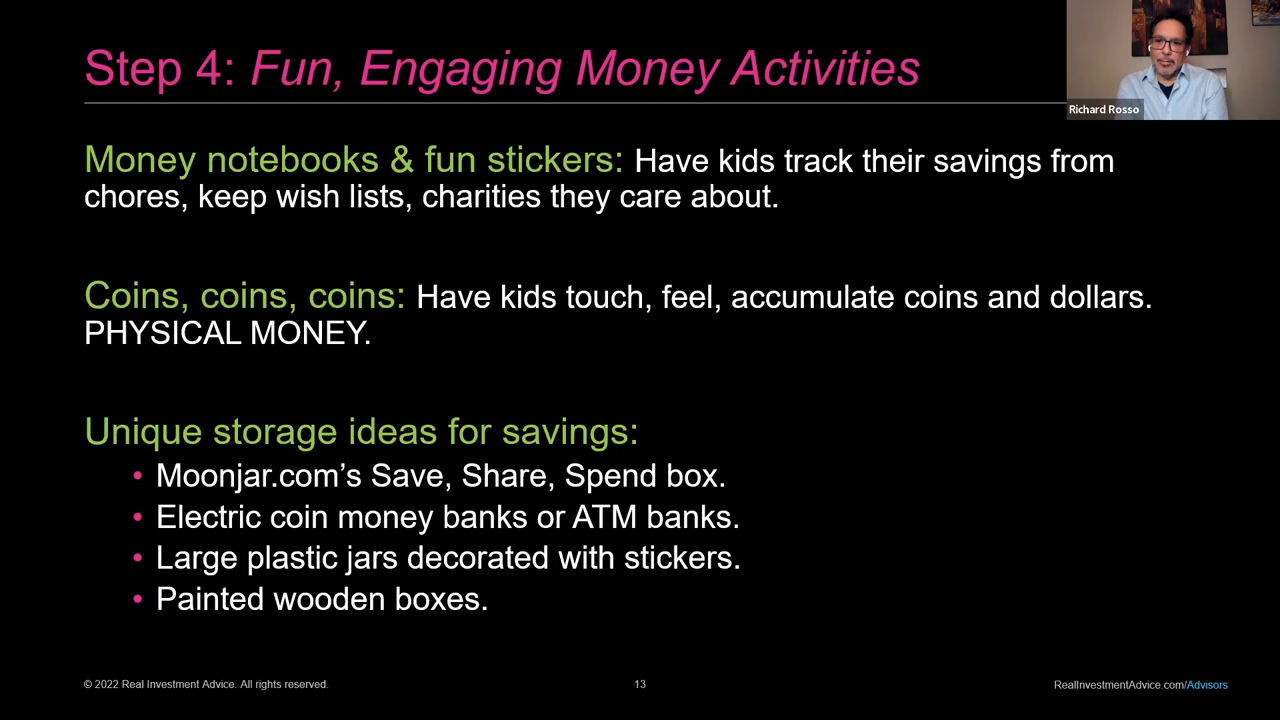 Step 4: Fun, Engaging Money Activities
Richard Rosso
Money notebooks & fun stickers: Have kids track their savings from
chores, keep wish lists, charities they care about.
Coins, coins, coins: Have kids touch, feel, accumulate coins and dollars.
PHYSICAL MONEY.
Unique storage ideas for savings:
• Moonjar.com’s Save, Share, Spend box.
• Electric coin money banks or ATM banks.
• Large plastic jars decorated with stickers.
• Painted wooden boxes.
© 2022 Real Investment Advice. All rights reserved.
13
RealInvestmentAdvice.com/Advisors